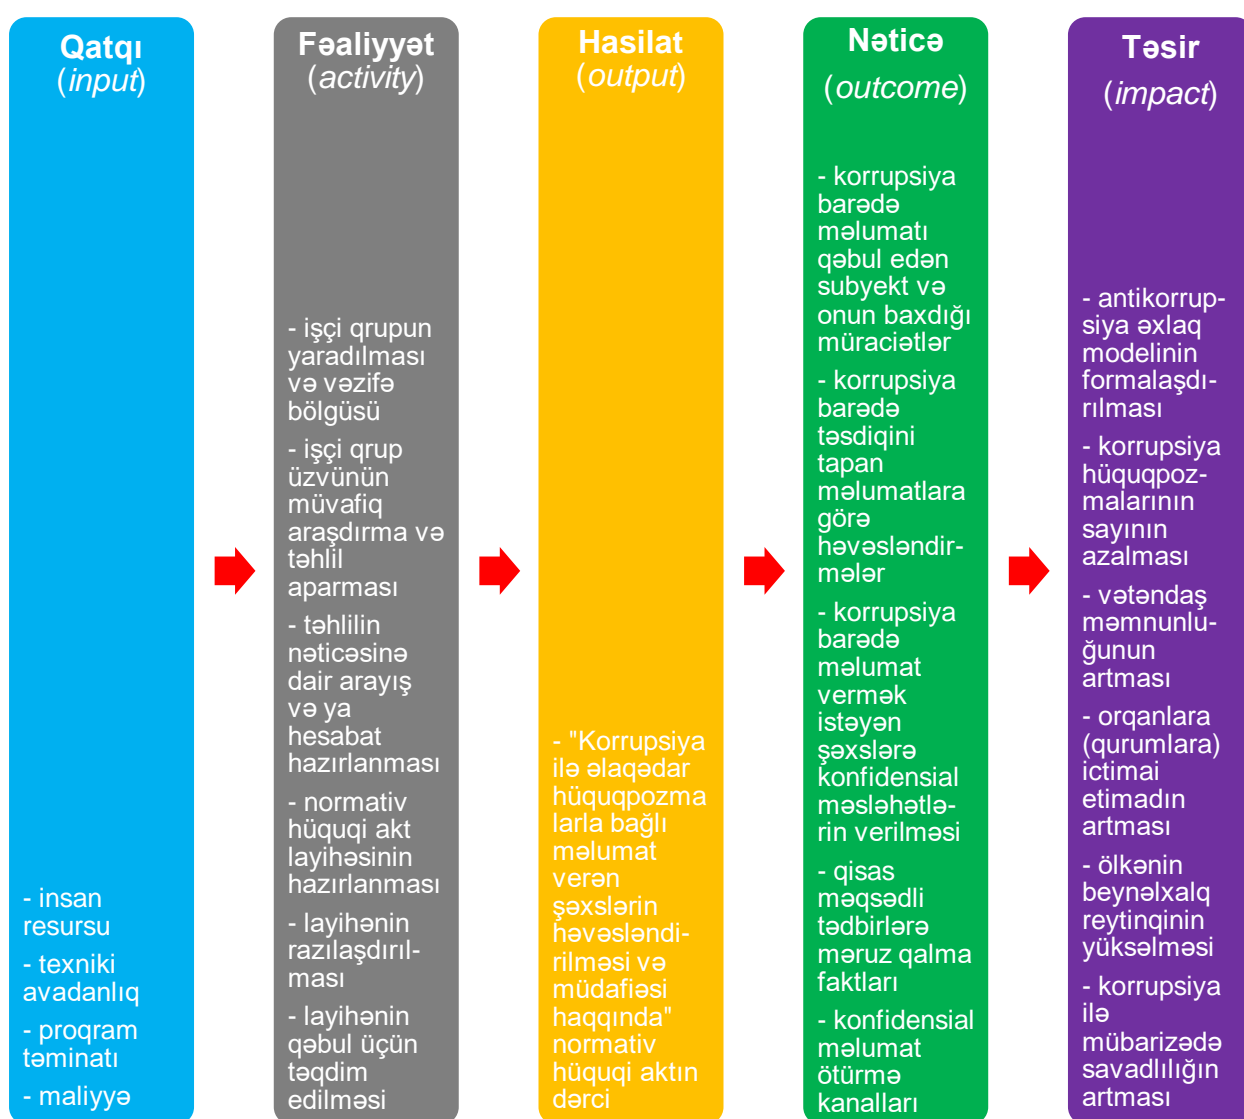 Qatqı
(input)
- insan
resursu
- texniki
avadanlıq
- proqram
təminatı
- maliyyə
Fəaliyyət
(activity)
- işçi qrupun
yaradılması
və vəzifə
bölgüsü
- işçi qrup
üzvünün
müvafiq
araşdırma və
təhlil
aparması
- təhlilin
nəticəsinə
dair arayış
və ya
hesabat
hazırlanması
- normativ
hüquqi akt
layihəsinin
hazırlanması
- layihənin
razılaşdırıl-
ması
- layihənin
qəbul üçün
təqdim
edilməsi
Hasilat
(output)
- "Korrupsiya
ilə əlaqədar
hüquqpozma
larla bağlı
məlumat
verən
şəxslərin
həvəsləndi-
rilməsi və
müdafiəsi
haqqında"
normativ
hüquqi aktın
dərci
Nəticə
(outcome)
- korrupsiya
barədə
məlumatı
qəbul edən
subyekt və
onun baxdığı
müraciətlər
- korrupsiya
barədə
təsdiqini
tapan
məlumatlara
görə
həvəsləndir-
mələr
- korrupsiya
barədə
məlumat
vermək
istəyən
şəxslərə
konfidensial
məsləhətlə-
rin verilməsi
- qisas
məqsədli
tədbirlərə
məruz qalma
faktları
- konfidensial
məlumat
ötürmə
kanalları
Təsir
(impact)
- antikorrup-
siya əxlaq
modelinin
formalaşdı-
rılması
- korrupsiya
hüquqpoz-
malarının
sayının
azalması
- vətəndaş
məmnunlu-
ğunun
artması
- orqanlara
(qurumlara)
ictimai
etimadın
artması
- ölkənin
beynəlxalq
reytinqinin
yüksəlməsi
- korrupsiya
ilə
mübarizədə
savadlılığın
artması